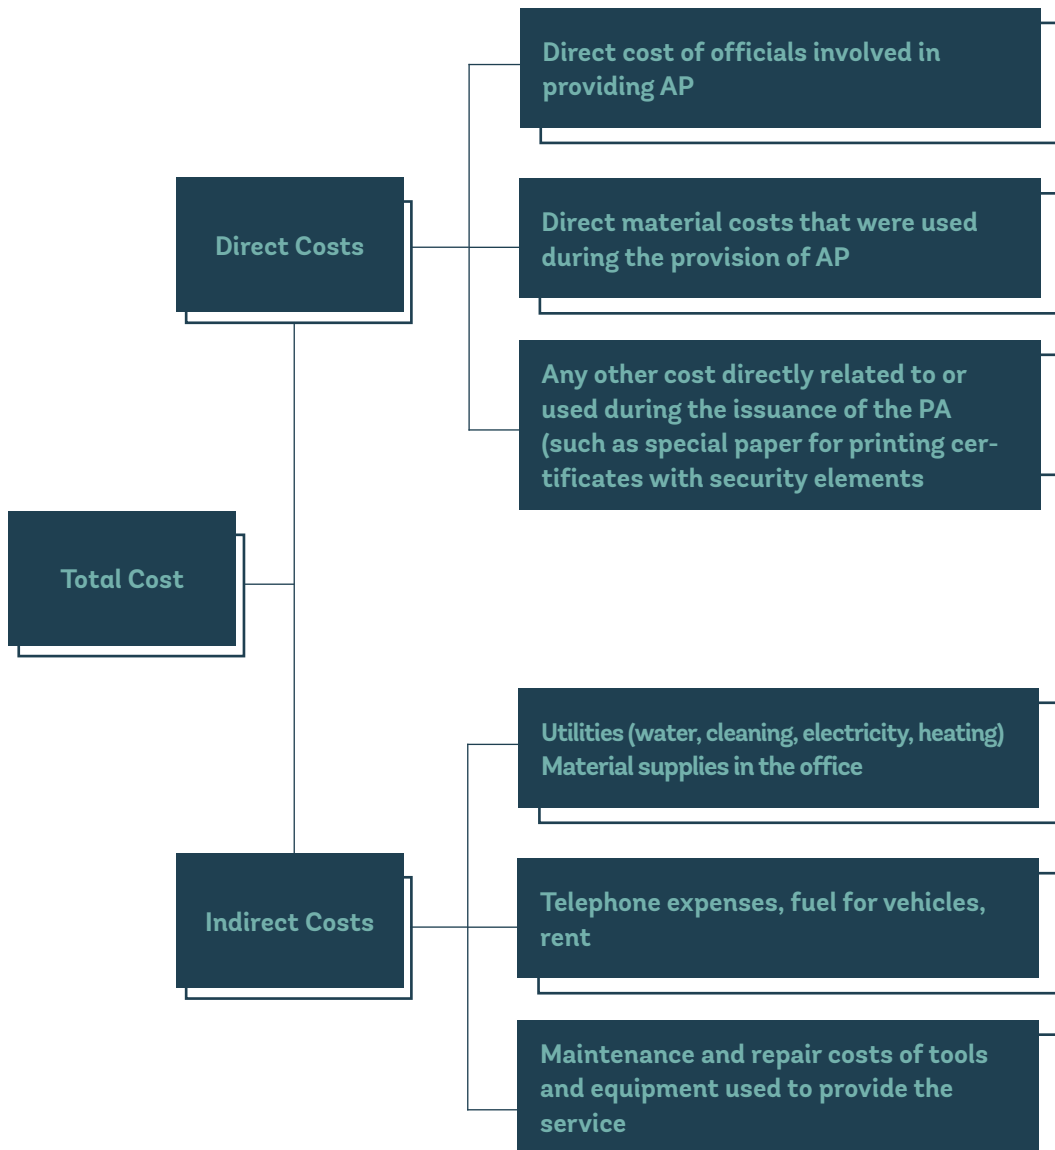 Direct cost of officials involved in
providing AP
Direct Costs
Direct material costs that were used
during the provision of AP
Any other cost directly related to or
used during the issuance of the PA
(such as special paper for printing cer-
tificates with security elements
Total Cost
Utilities (water, cleaning, electricity, heating)
Material supplies in the office
Indirect Costs
Telephone expenses, fuel for vehicles,
rent
Maintenance and repair costs of tools
and equipment used to provide the
service